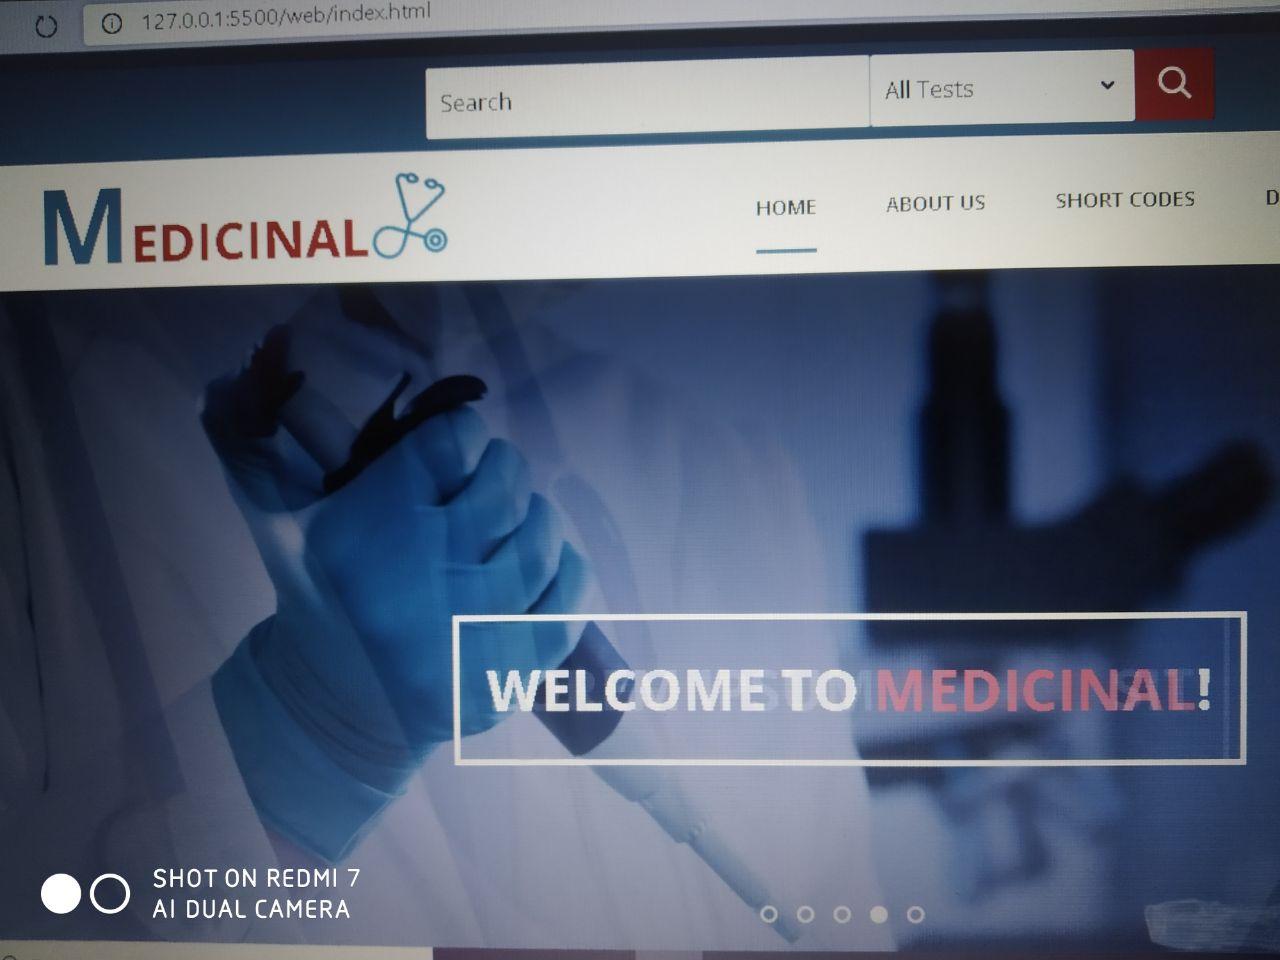 127.0.0.1:5500/web/index.html
Search
All Tests
MEDICINAL
HOME
ABOUT US
SHORT CODES
D
WELCOME TO MEDICINAL!
SHOT ON REDMI 7
AI DUAL CAMERA